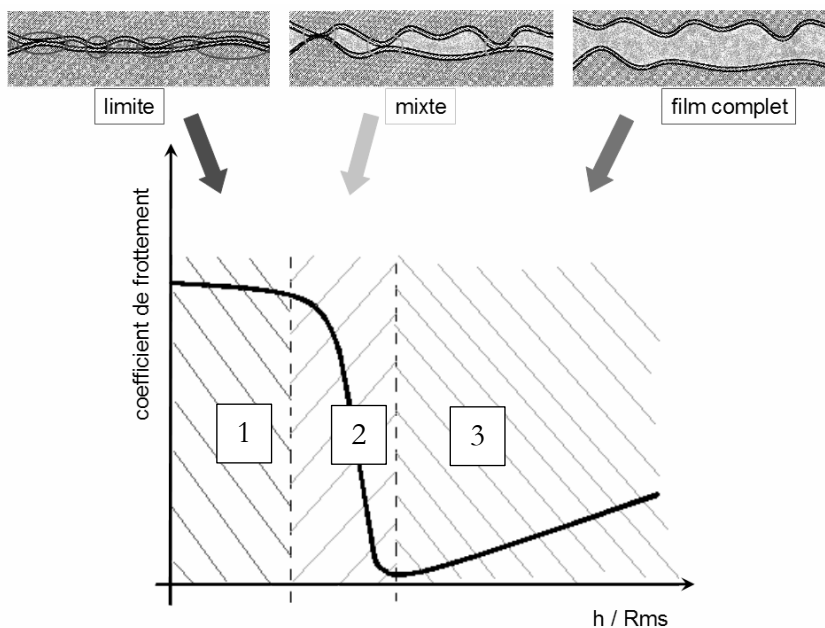 limite
mixte
film complet
coefficient de frottement
1
2
3
h / Rms